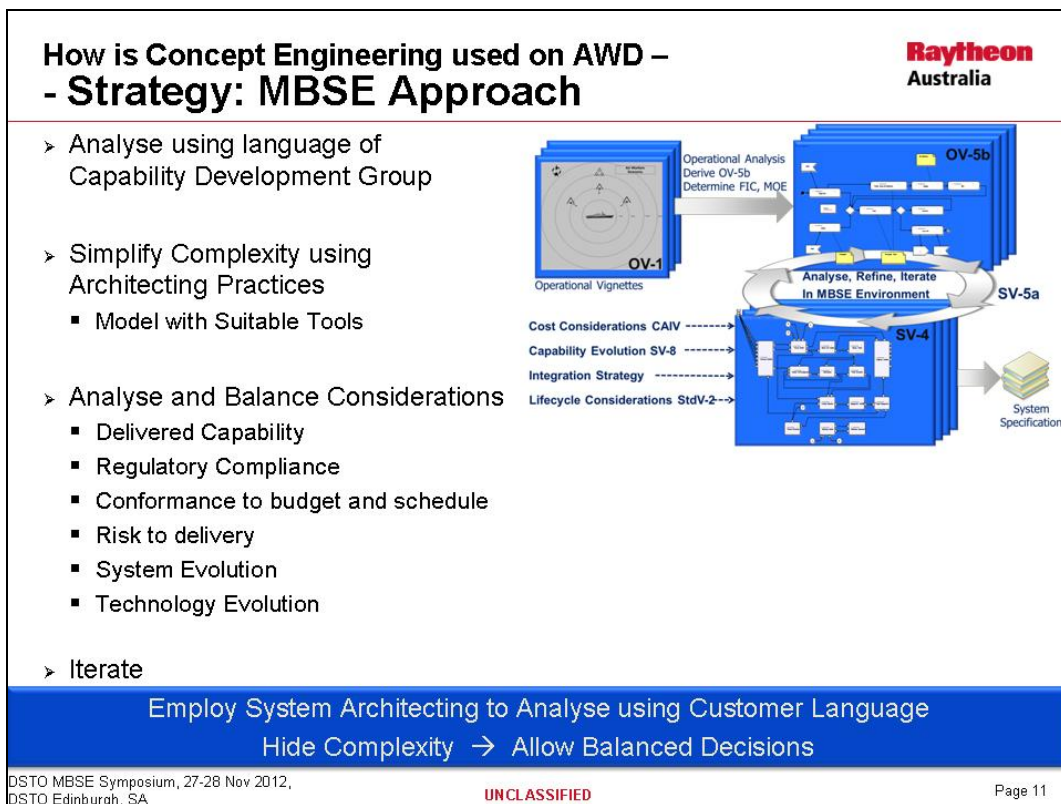 How is Concept Engineering used on AWD –
- Strategy: MBSE Approach
Raytheon
Australia
Analyse using language of
Capability Development Group
Simplify Complexity using
Architecting Practices
Model with Suitable Tools
Analyse and Balance Considerations
Delivered Capability
Regulatory Compliance
Conformance to budget and schedule
Risk to delivery
System Evolution
Technology Evolution
Iterate
OV-1
Operational Vignettes
Operational Analysis
Derive OV-5b
Determine FIC, MOE
OV-5b
Analyse, Refine, Iterate
In MBSE Environment
SV-5a
SV-4
Cost Considerations CAIV
Capability Evolution SV-8
Integration Strategy
Lifecycle Considerations StdV-2
System
Specification
Employ System Architecting to Analyse using Customer Language
Hide Complexity → Allow Balanced Decisions
DSTO MBSE Symposium, 27-28 Nov 2012,
DSTO Edinburgh, SA
UNCLASSIFIED
Page 11